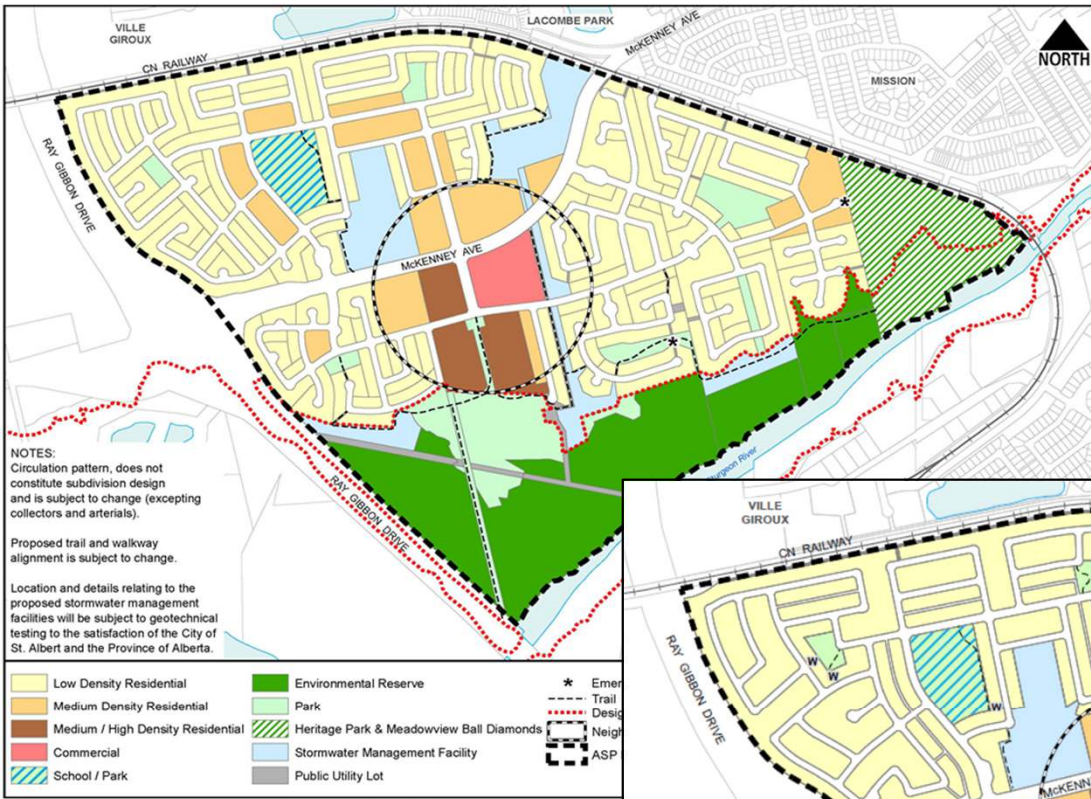 VILLE
GIROUX
LACOMBE PARK
McKENNEY AVE
NORTH
CN RAILWAY
MISSION
RAY GIBBON DRIVE
McKENNEY AVE
River
RAY GIBBON DRIVE
NOTES:
Circulation pattern, does not
constitute subdivision design
and is subject to change (excepting
collectors and arterials).
Proposed trail and walkway
alignment is subject to change.
Location and details relating to the
proposed stormwater management
facilities will be subject to geotechnical
testing to the satisfaction of the City of
St. Albert and the Province of Alberta.
Low Density Residential
Medium Density Residential
Medium / High Density Residential
Commercial
School / Park
Environmental Reserve
Park
Heritage Park & Meadowview Ball Diamonds
Stormwater Management Facility
Public Utility Lot
Trail
ASP
VILLE
GIROUX
CN RAILWAY
RAY GIBBON DRIVE
W
W
W